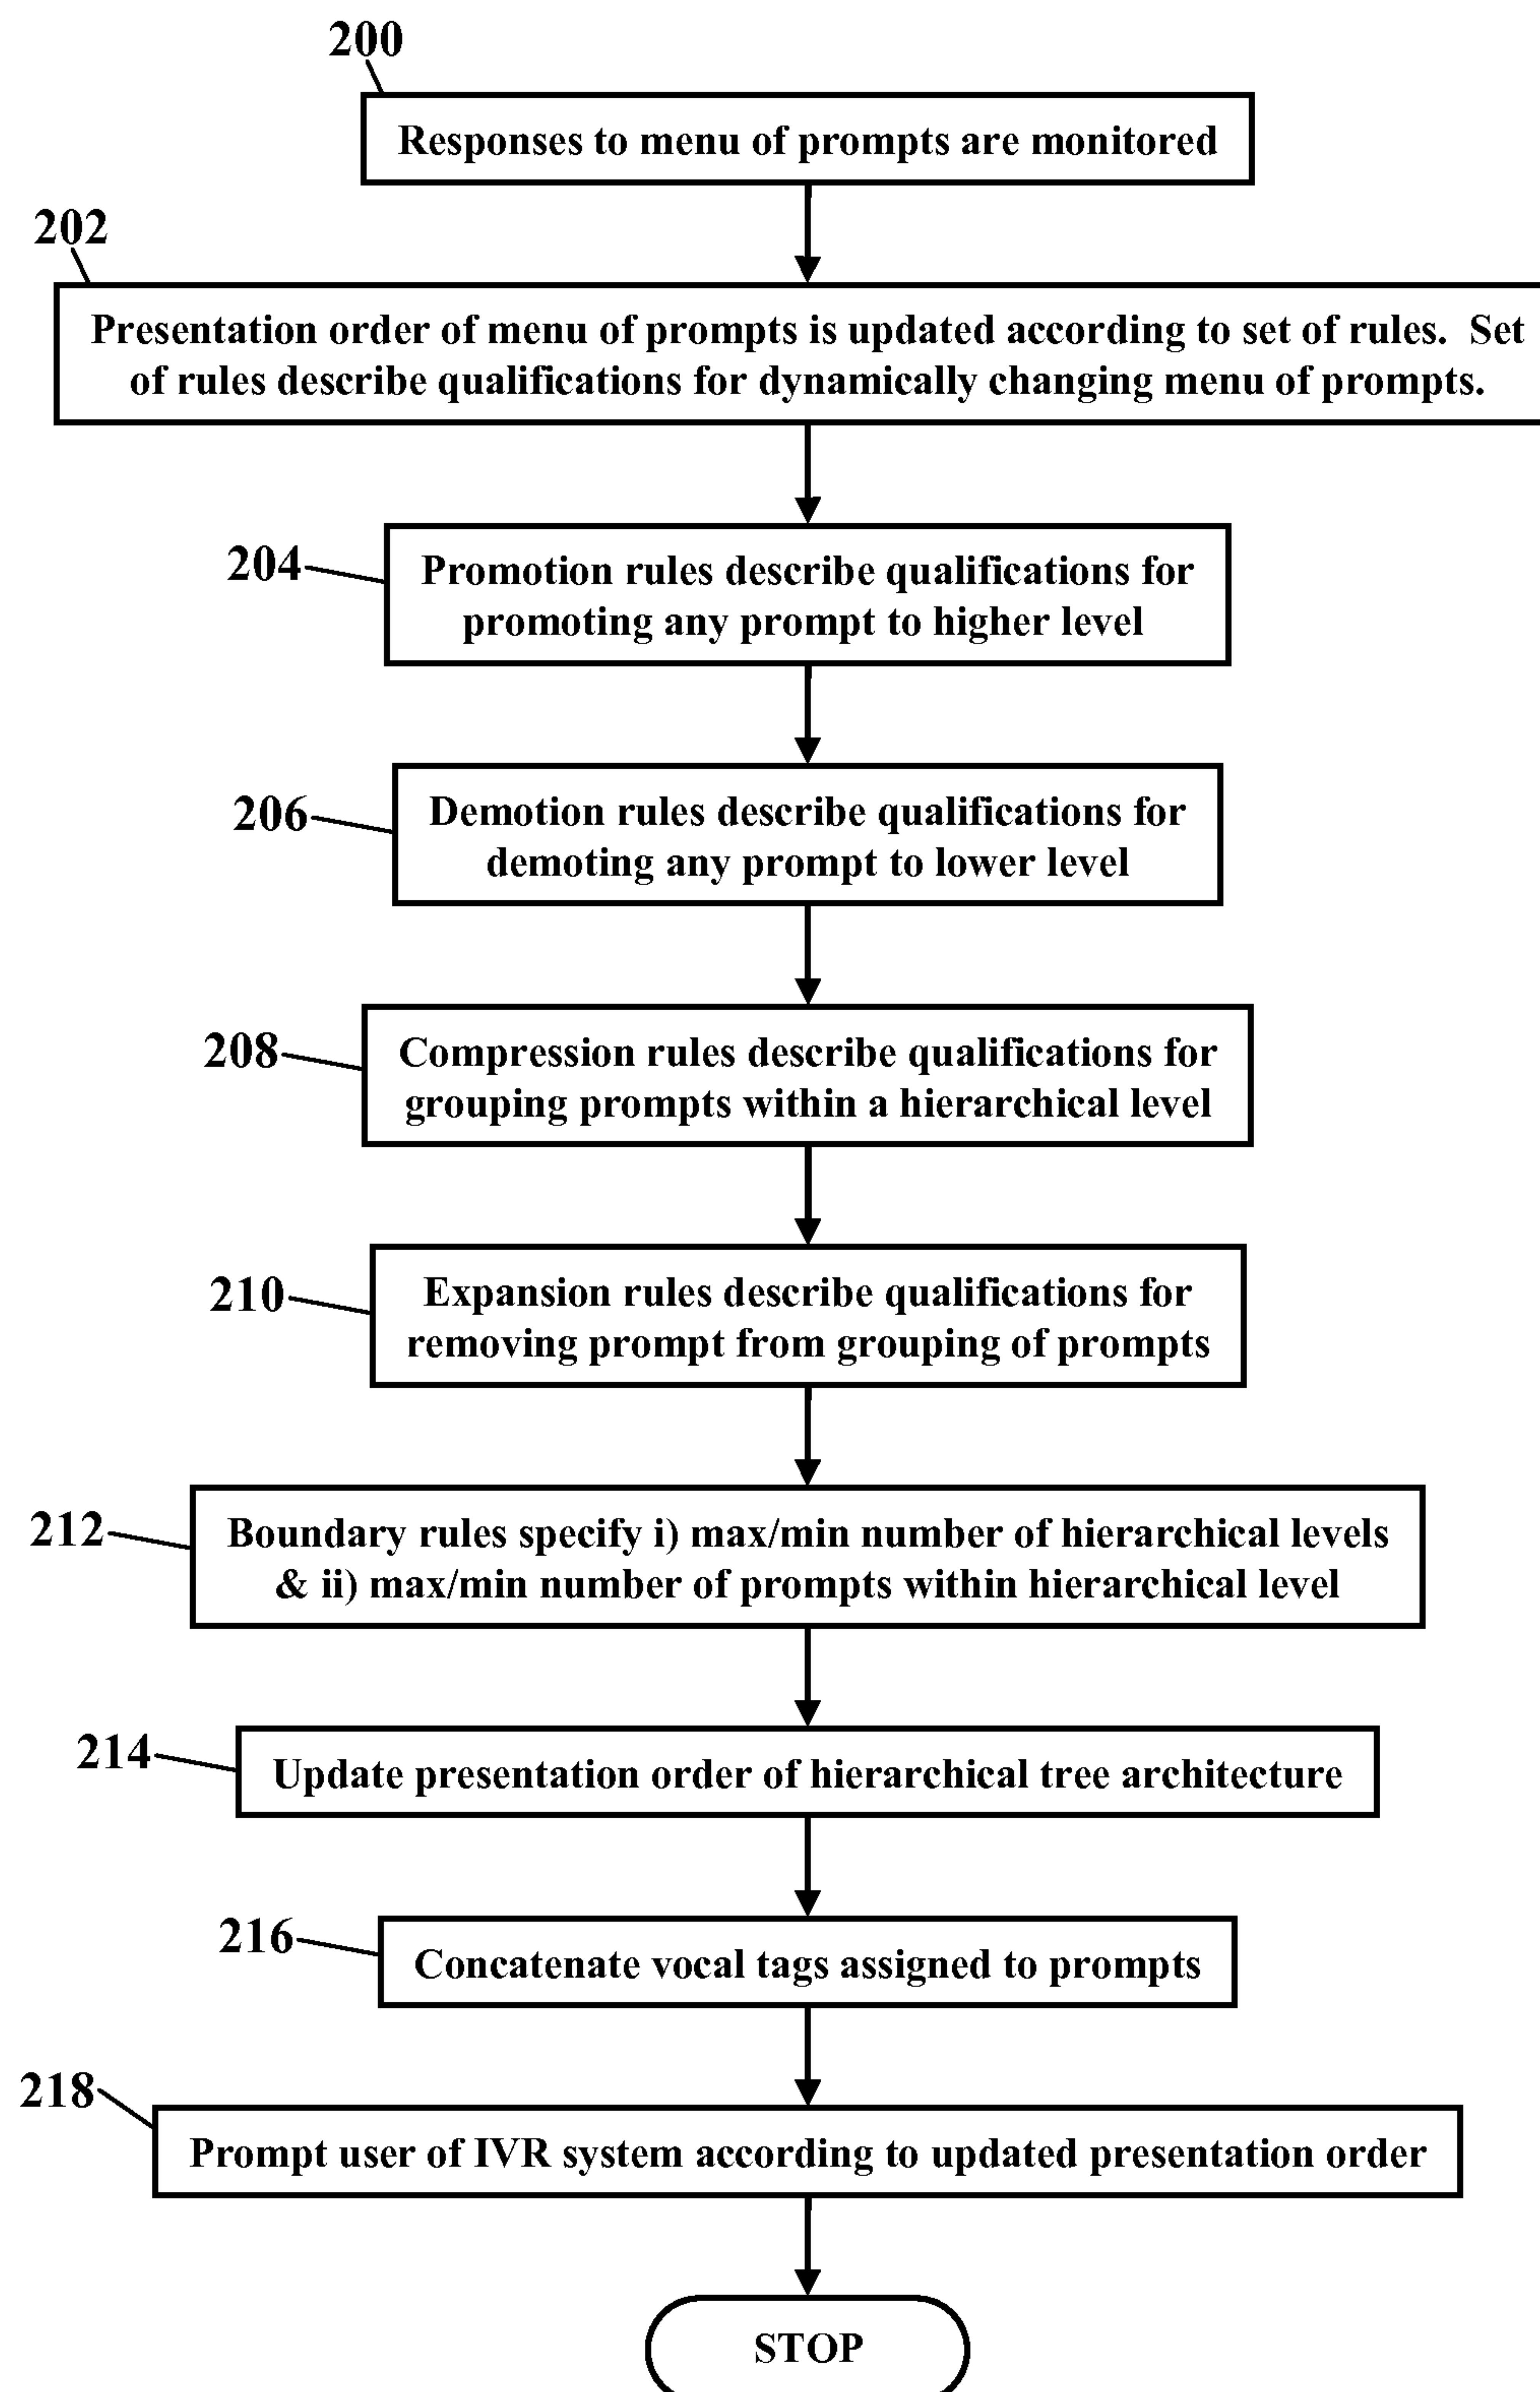 200
Responses to menu of prompts are monitored
202
Presentation order of menu of prompts is updated according to set of rules.  Set
of rules describe qualifications for dynamically changing menu of prompts.
204
Promotion rules describe qualifications for
promoting any prompt to higher level
206
Demotion rules describe qualifications for
demoting any prompt to lower level
208
Compression rules describe qualifications for
grouping prompts within a hierarchical level
210
Expansion rules describe qualifications for
removing prompt from grouping of prompts
212
Boundary rules specify i) max/min number of hierarchical levels
& ii) max/min number of prompts within hierarchical level
214
Update presentation order of hierarchical tree architecture
216
Concatenate vocal tags assigned to prompts
218
Prompt user of IVR system according to updated presentation order
STOP